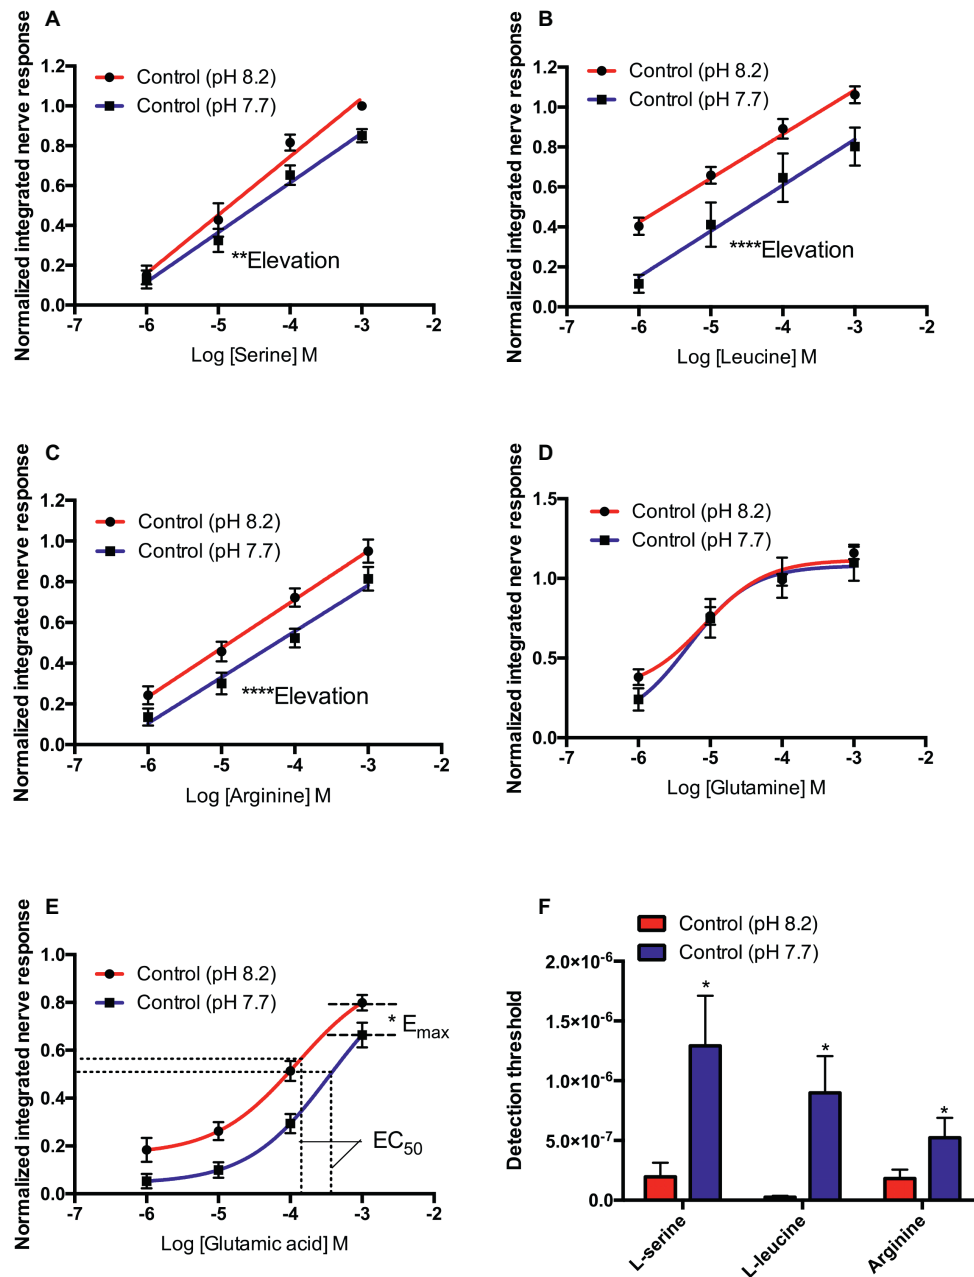 A
Normalized integrated nerve response
1.2
1.0
0.8
0.6
0.4
0.2
0.0
Control (pH 8.2)
Control (pH 7.7)
**Elevation
-7 -6 -5 -4 -3 -2
Log [Serine] M
B
Normalized integrated nerve response
1.2
1.0
0.8
0.6
0.4
0.2
0.0
Control (pH 8.2)
Control (pH 7.7)
****Elevation
-7 -6 -5 -4 -3 -2
Log [Leucine] M
C
Normalized integrated nerve response
1.2
1.0
0.8
0.6
0.4
0.2
0.0
Control (pH 8.2)
Control (pH 7.7)
****Elevation
-7 -6 -5 -4 -3 -2
Log [Arginine] M
D
Normalized integrated nerve response
1.5
1.0
0.5
0.0
Control (pH 8.2)
Control (pH 7.7)
-7 -6 -5 -4 -3 -2
Log [Glutamine] M
E
Normalized integrated nerve response
1.0
0.8
0.6
0.4
0.2
0.0
Control (pH 8.2)
Control (pH 7.7)
* Emax
EC50
-7 -6 -5 -4 -3 -2
Log [Glutamic acid] M
F
Control (pH 8.2)
Control (pH 7.7)
Detection threshold
2.0×10-6
1.5×10-6
1.0×10-6
5.0×10-7
0.0
* * *
L-serine
L-leucine
Arginine